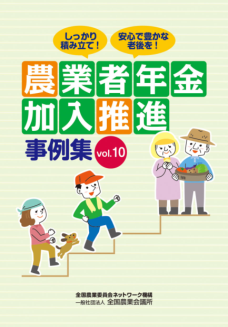 しっかり
積み立て！
安心で豊かな
老後を！
農業者年金
加入推進
事例集 vol.10
全国農業委員会ネットワーク機構
一般社団法人 全国農業会議所